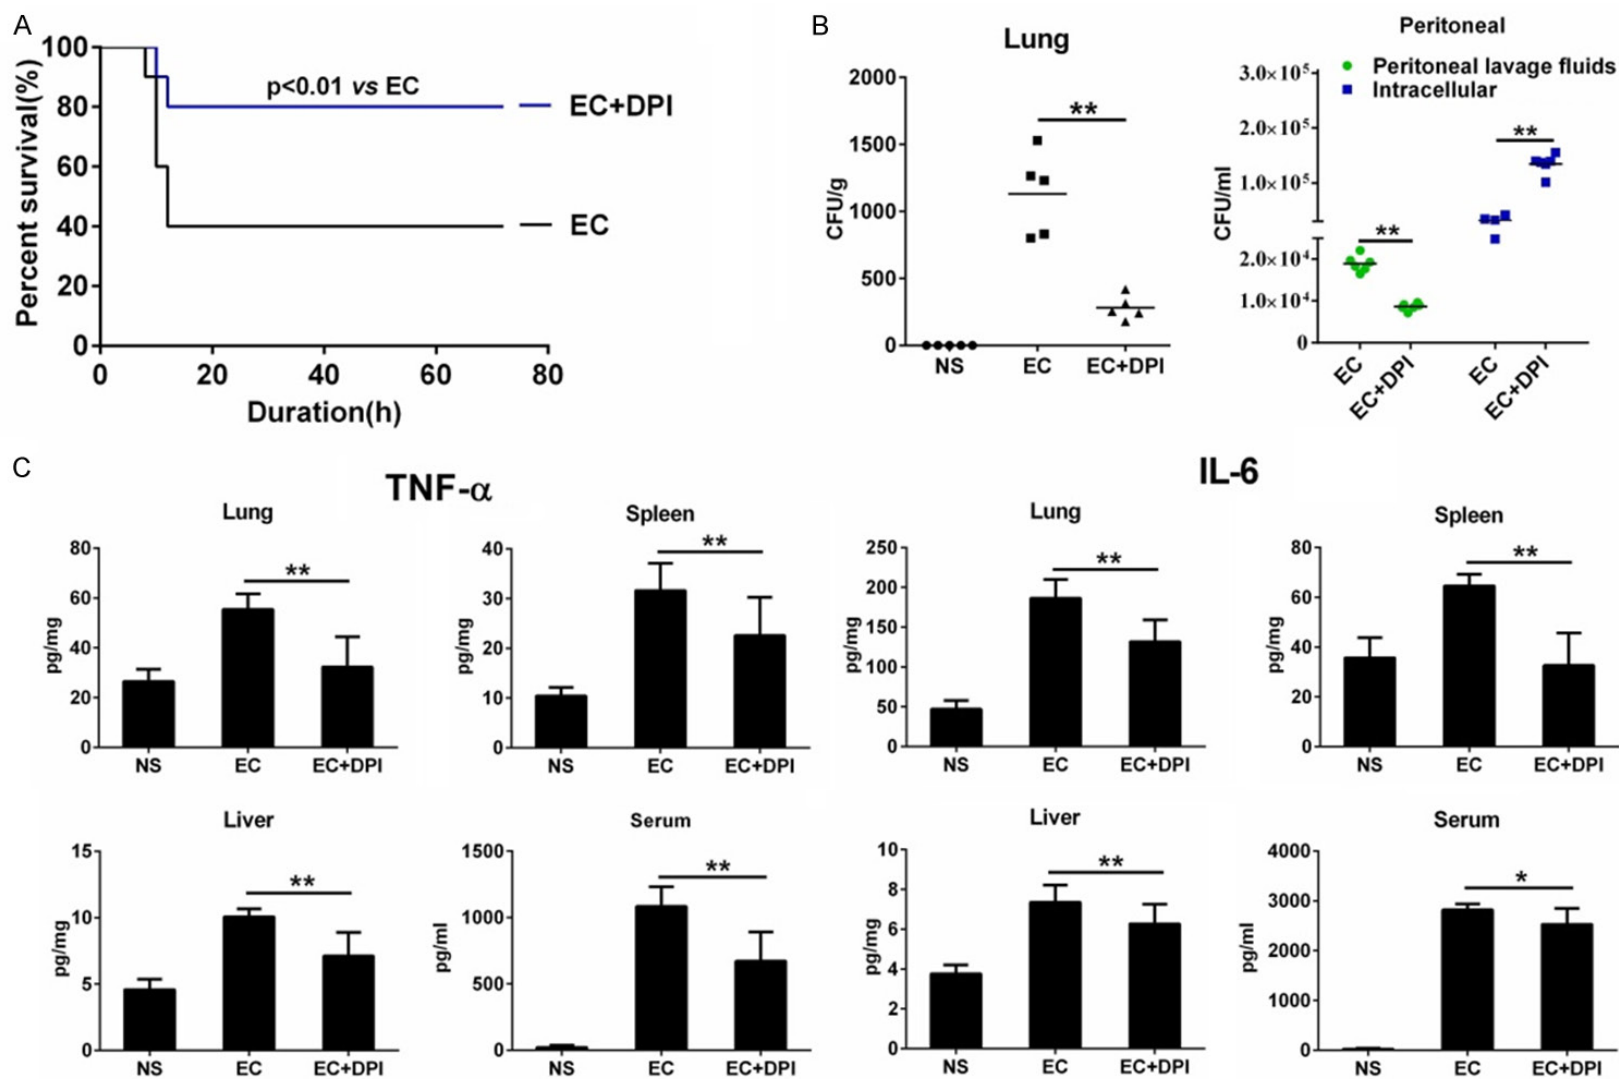 A
Percent survival(%)
100
80
60
40
20
0
p<0.01 vs EC
EC+DPI
EC
0 20 40 60 80
Duration(h)
B
Lung
CFU/g
2000
1500
1000
500
0
**
NS EC EC+DPI
Peritoneal
Peritoneal lavage fluids
Intracellular
CFU/ml
3.0×10⁵
2.0×10⁵
1.0×10⁵
2.0×10⁴
1.0×10⁴
0
**
**
EC EC+DPI EC EC+DPI
C
TNF-α
Lung
pg/mg
80
60
40
20
0
**
NS EC EC+DPI
Spleen
pg/mg
40
30
20
10
0
**
NS EC EC+DPI
Liver
pg/mg
15
10
5
0
**
NS EC EC+DPI
Serum
pg/ml
1500
1000
500
0
**
NS EC EC+DPI
IL-6
Lung
pg/mg
250
200
150
100
50
0
**
NS EC EC+DPI
Spleen
pg/mg
80
60
40
20
0
**
NS EC EC+DPI
Liver
pg/mg
10
8
6
4
2
0
**
NS EC EC+DPI
Serum
pg/ml
4000
3000
2000
1000
0
*
NS EC EC+DPI